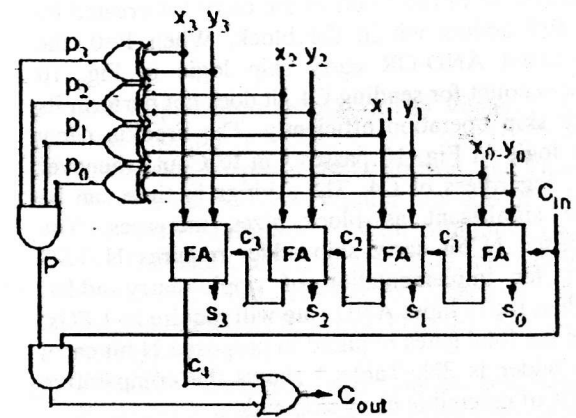 x3 y3
p3
x2 y2
p2
x1 y1
p1
x0 y0
p0
Cin
FA C3 FA C2 FA C1 FA
P
S3 S2 S1 S0
C4
Cout